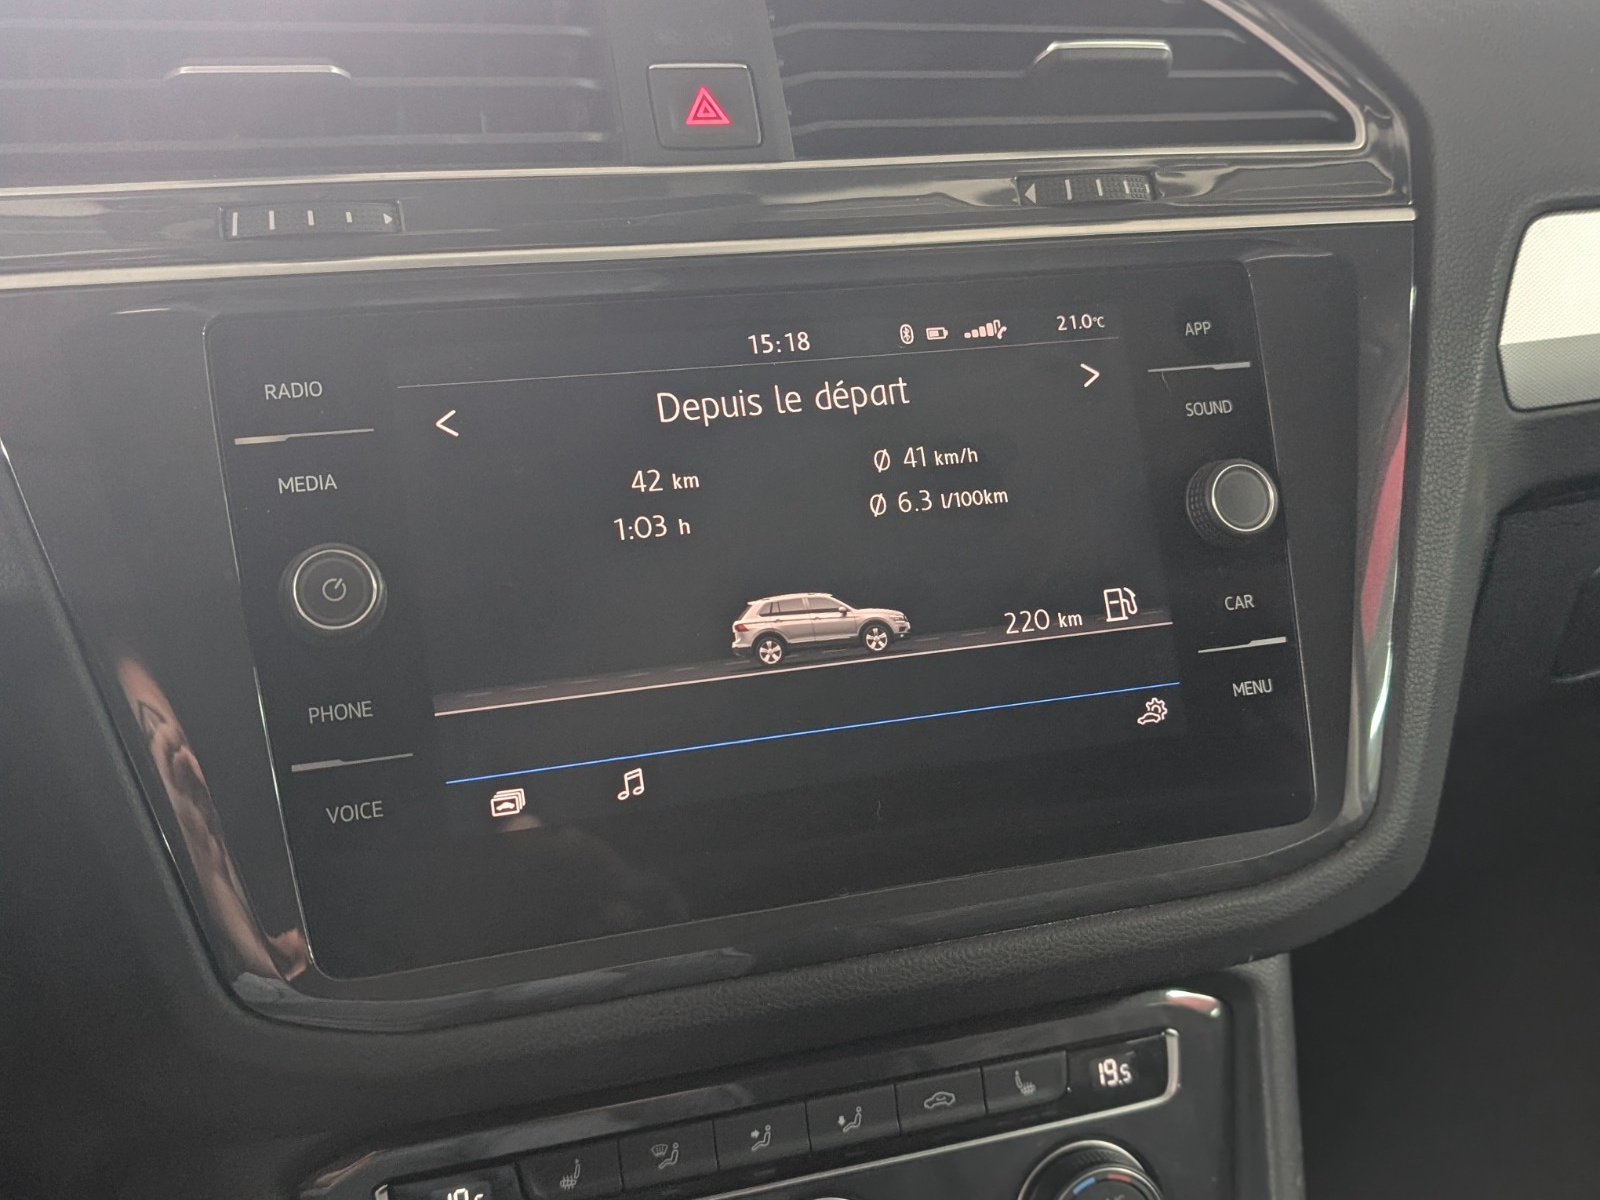 15:18
21.0°C
RADIO
MEDIA
PHONE
VOICE
Depuis le départ
42 km
1:03 h
Ø 41 km/h
Ø 6.3 l/100km
220 km
APP
SOUND
CAR
MENU
19.5